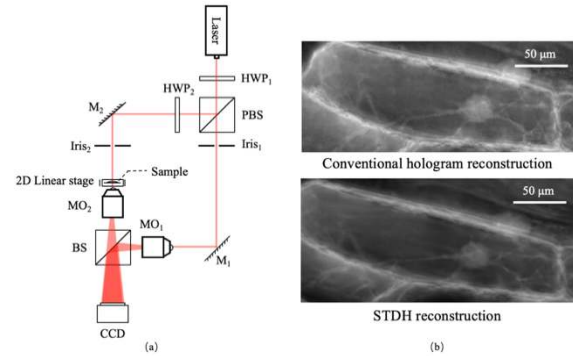 Laser
HWP₁
HWP₂
M₂
PBS
Iris₂
Iris₁
Sample
2D Linear stage
MO₂
MO₁
BS
M₁
CCD
(a)
50 μm
Conventional hologram reconstruction
50 μm
STDH reconstruction
(b)